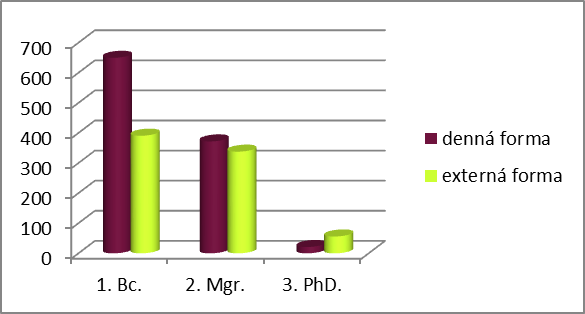 700
600
500
400
300
200
100
0
1. Bc.
2. Mgr.
3. PhD.
denná forma
externá forma